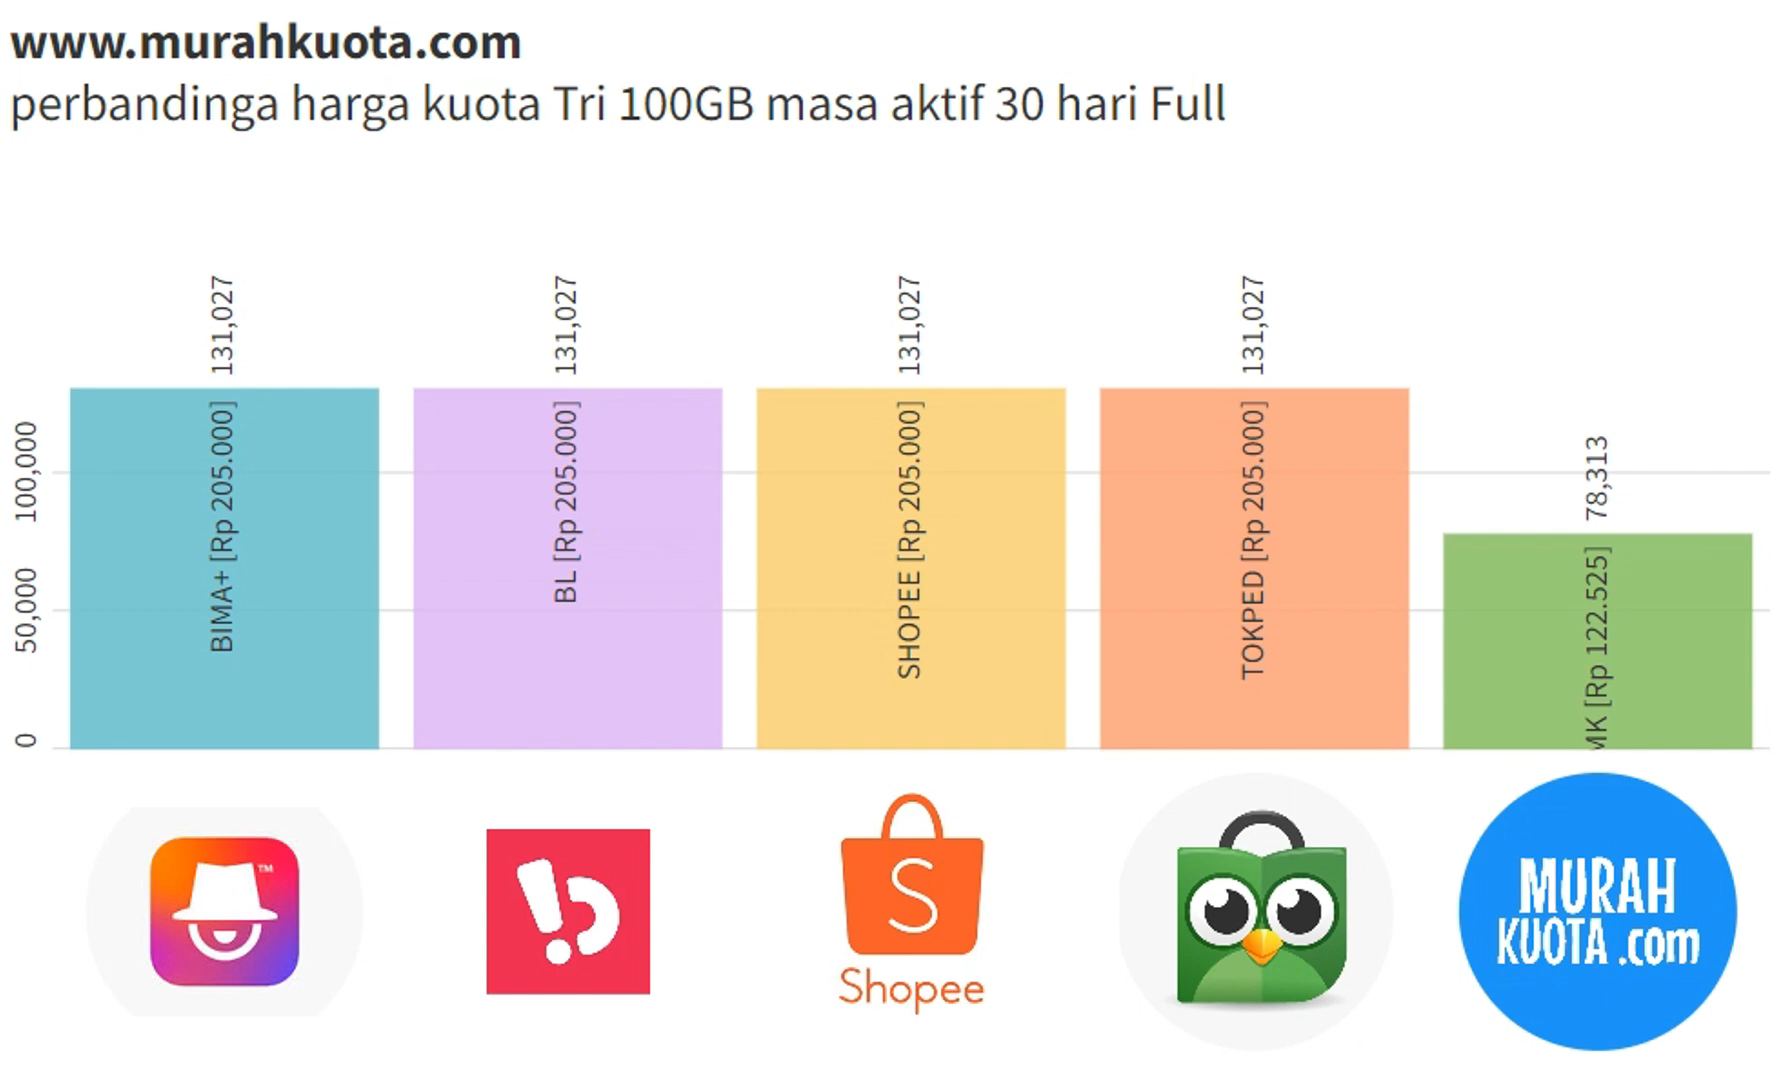 www.murahkuota.com
perbandinga harga kuota Tri 100GB masa aktif 30 hari Full
131,027
131,027
131,027
131,027
78,313
100,000
50,000
0
BIMA+ [Rp 205.000]
BL [Rp 205.000]
SHOPEE [Rp 205.000]
TOKPED [Rp 205.000]
MK [Rp 122.525]
TM
S
Shopee
MURAH
KUOTA .com